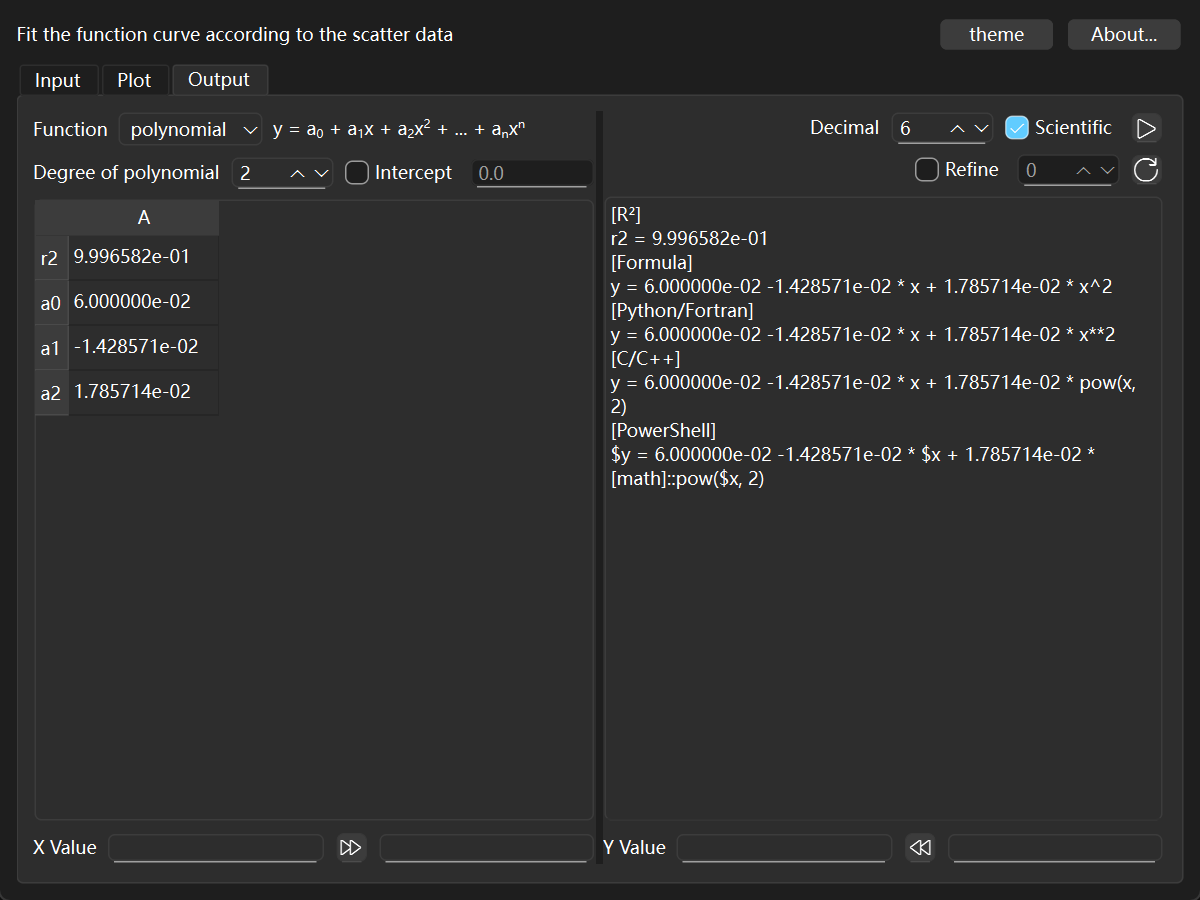 Fit the function curve according to the scatter data
theme
About...
Input
Plot
Output
Function
polynomial
y = a₀ + a₁x + a₂x² + ... + aₙxⁿ
Degree of polynomial
2
Intercept
0.0
Decimal
6
Scientific
Refine
0
A
r2 9.996582e-01
a0 6.000000e-02
a1 -1.428571e-02
a2 1.785714e-02
[R²]
r2 = 9.996582e-01
[Formula]
y = 6.000000e-02 -1.428571e-02 * x + 1.785714e-02 * x^2
[Python/Fortran]
y = 6.000000e-02 -1.428571e-02 * x + 1.785714e-02 * x**2
[C/C++]
y = 6.000000e-02 -1.428571e-02 * x + 1.785714e-02 * pow(x,
2)
[PowerShell]
$y = 6.000000e-02 -1.428571e-02 * $x + 1.785714e-02 *
[math]::pow($x, 2)
X Value
Y Value